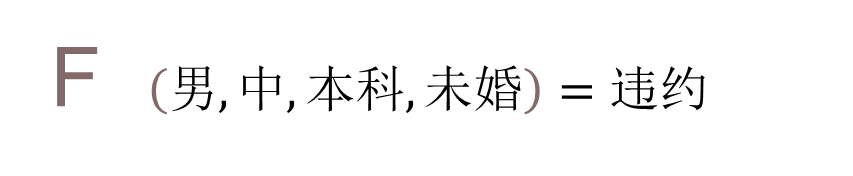 F (男, 中, 本科, 未婚) = 违约